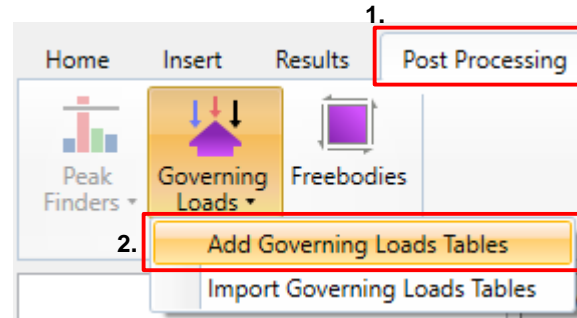 1.
Home Insert Results Post Processing
Peak Finders
Governing Loads
Freebodies
2. Add Governing Loads Tables
Import Governing Loads Tables